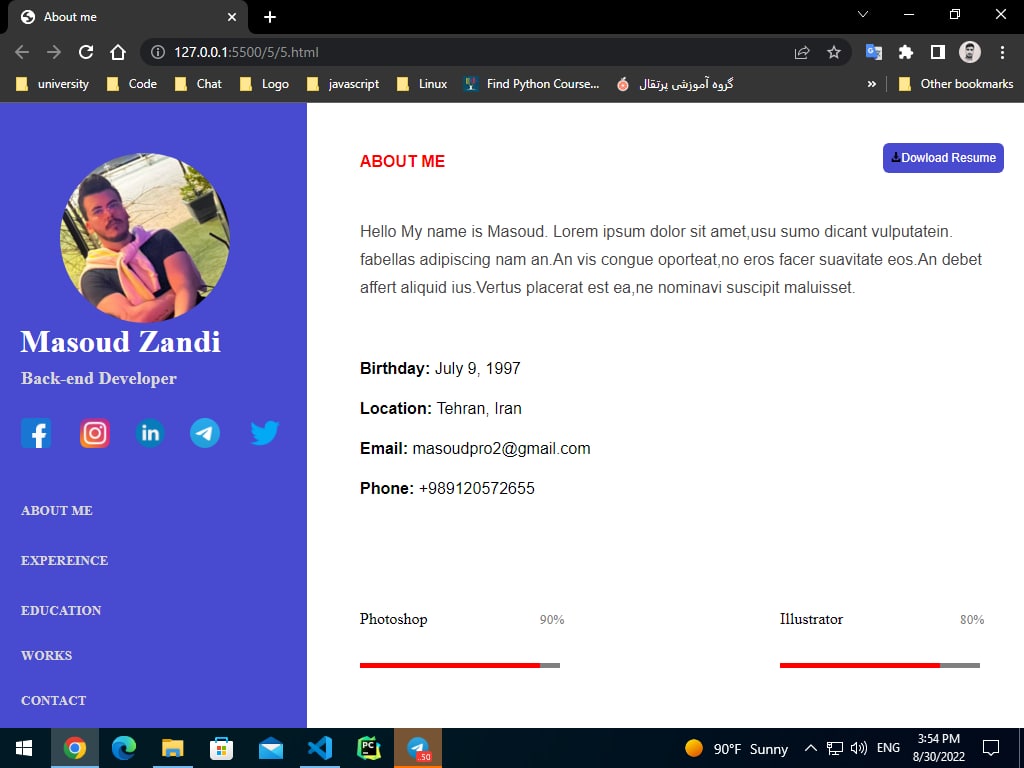 About me
127.0.0.1:5500/5/5.html
university Code Chat Logo javascript Linux Find Python Course... گروه آموزشی پرتقال » Other bookmarks
ABOUT ME
Dowload Resume
Hello My name is Masoud. Lorem ipsum dolor sit amet,usu sumo dicant vulputatein.
fabellas adipiscing nam an.An vis congue oporteat,no eros facer suavitate eos.An debet
affert aliquid ius.Vertus placerat est ea,ne nominavi suscipit maluisset.
Masoud Zandi
Back-end Developer
Birthday: July 9, 1997
Location: Tehran, Iran
Email: masoudpro2@gmail.com
Phone: +989120572655
ABOUT ME
EXPEREINCE
EDUCATION
WORKS
CONTACT
Photoshop 90%
Illustrator 80%
90°F Sunny
ENG
3:54 PM
8/30/2022
PC
.50
in